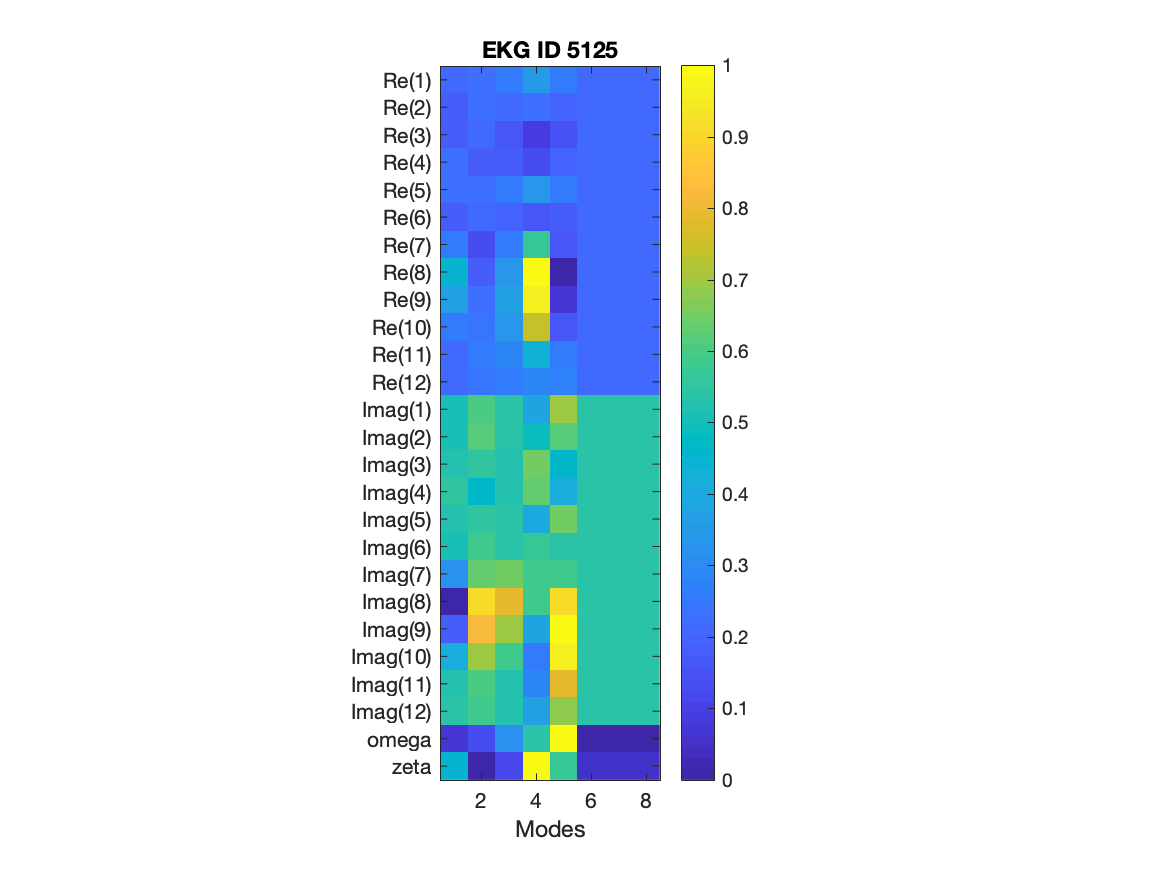 EKG ID 5125
Re(1)
Re(2)
Re(3)
Re(4)
Re(5)
Re(6)
Re(7)
Re(8)
Re(9)
Re(10)
Re(11)
Re(12)
Imag(1)
Imag(2)
Imag(3)
Imag(4)
Imag(5)
Imag(6)
Imag(7)
Imag(8)
Imag(9)
Imag(10)
Imag(11)
Imag(12)
omega
zeta
2 4 6 8
Modes
1
0.9
0.8
0.7
0.6
0.5
0.4
0.3
0.2
0.1
0